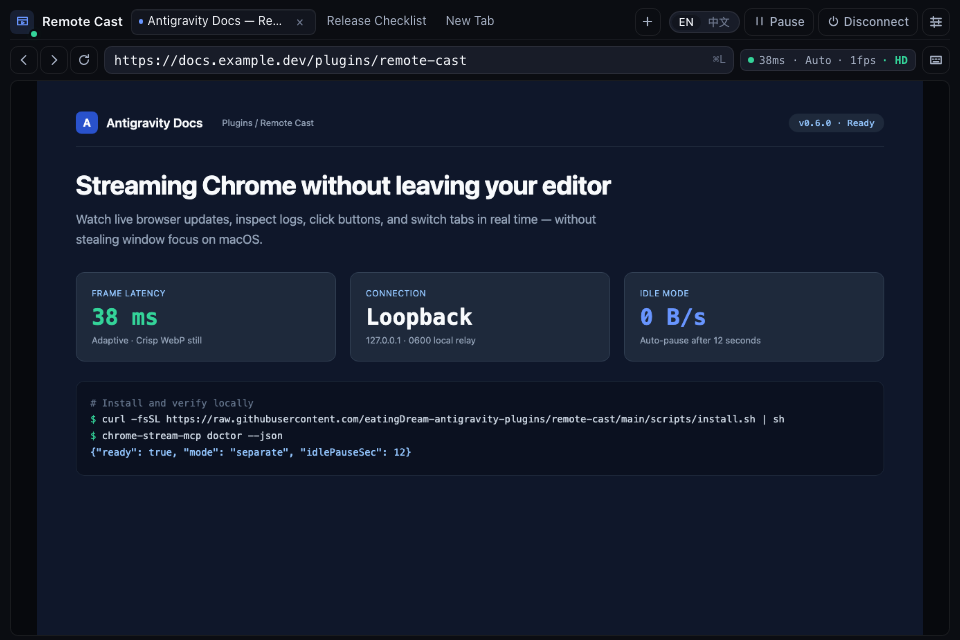 Remote Cast
Antigravity Docs — Re... ×
Release Checklist
New Tab
+
EN 中文
Pause
Disconnect
https://docs.example.dev/plugins/remote-cast
⌘L
38ms · Auto · 1fps · HD
A Antigravity Docs
Plugins / Remote Cast
v0.6.0 · Ready
Streaming Chrome without leaving your editor
Watch live browser updates, inspect logs, click buttons, and switch tabs in real time — without
stealing window focus on macOS.
FRAME LATENCY
38 ms
Adaptive · Crisp WebP still
CONNECTION
Loopback
127.0.0.1 · 0600 local relay
IDLE MODE
0 B/s
Auto-pause after 12 seconds
# Install and verify locally
$ curl -fsSL https://raw.githubusercontent.com/eatingDream-antigravity-plugins/remote-cast/main/scripts/install.sh | sh
$ chrome-stream-mcp doctor --json
{"ready": true, "mode": "separate", "idlePauseSec": 12}